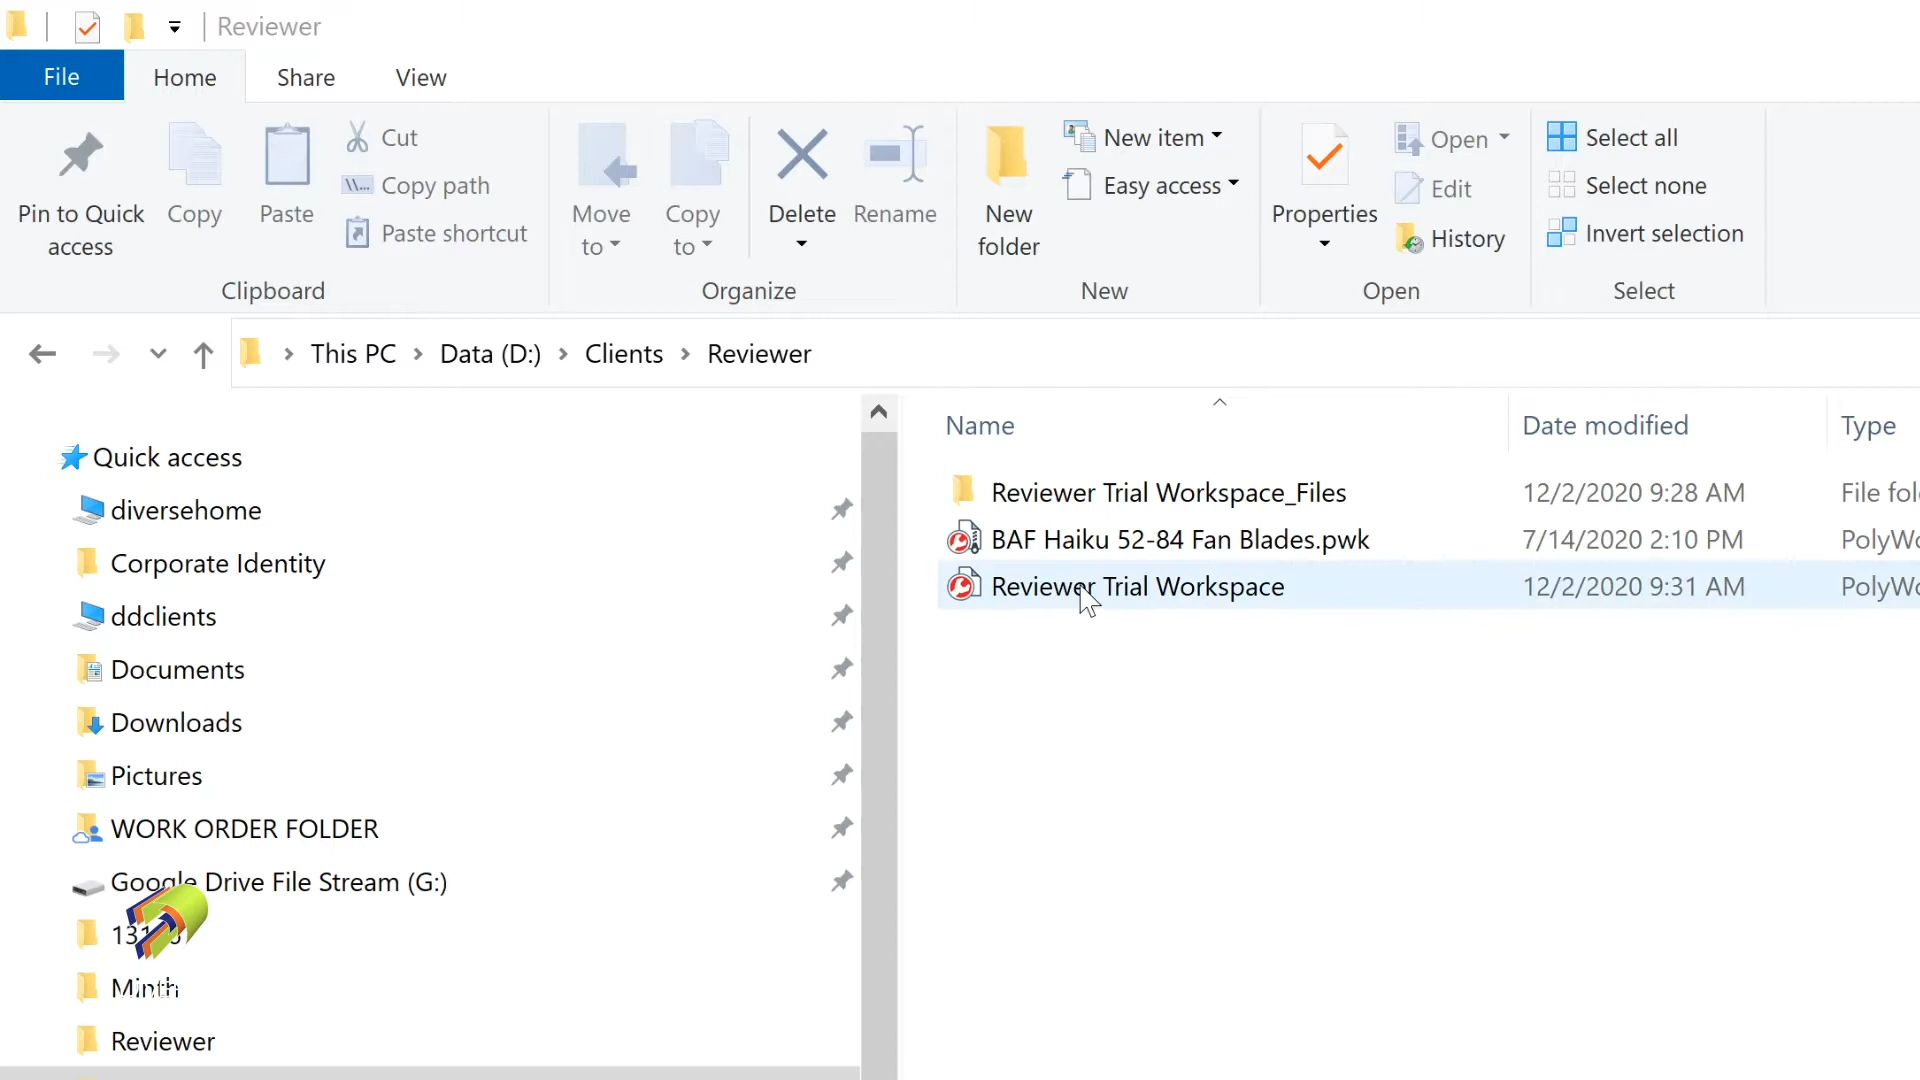 Reviewer
File Home Share View
Pin to Quick access
Copy
Paste
Cut
Copy path
Paste shortcut
Clipboard
Move to
Copy to
Delete
Rename
Organize
New folder
New item
Easy access
New
Properties
Open
Edit
History
Open
Select all
Select none
Invert selection
Select
This PC > Data (D:) > Clients > Reviewer
Quick access
diversehome
Corporate Identity
ddclients
Documents
Downloads
Pictures
WORK ORDER FOLDER
Google Drive File Stream (G:)
Minth
Reviewer
Name Date modified Type
Reviewer Trial Workspace_Files 12/2/2020 9:28 AM File
BAF Haiku 52-84 Fan Blades.pwk 7/14/2020 2:10 PM
Reviewer Trial Workspace 12/2/2020 9:31 AM